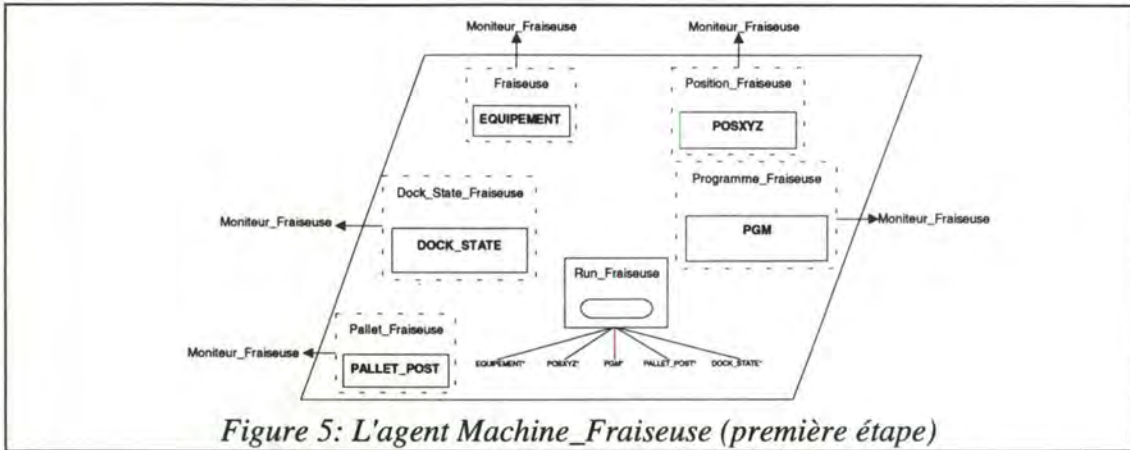 Moniteur_Fraiseuse
Moniteur_Fraiseuse
Fraiseuse
EQUIPEMENT
Position_Fraiseuse
POSXYZ
Dock_State_Fraiseuse
Moniteur_Fraiseuse
DOCK_STATE
Programme_Fraiseuse
PGM
Moniteur_Fraiseuse
Run_Fraiseuse
Pallet_Fraiseuse
Moniteur_Fraiseuse
PALLET_POST
EQUIPEMENT* POSXYZ* PGM* PALLET_POST* DOCK_STATE*
Figure 5: L'agent Machine_Fraiseuse (première étape)